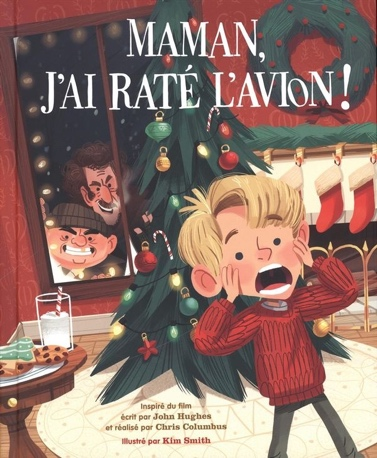 MAMAN,
J'AI RATÉ L'AVION!
Inspiré du film
écrit par John Hughes
et réalisé par Chris Columbus
Illustré par Kim Smith